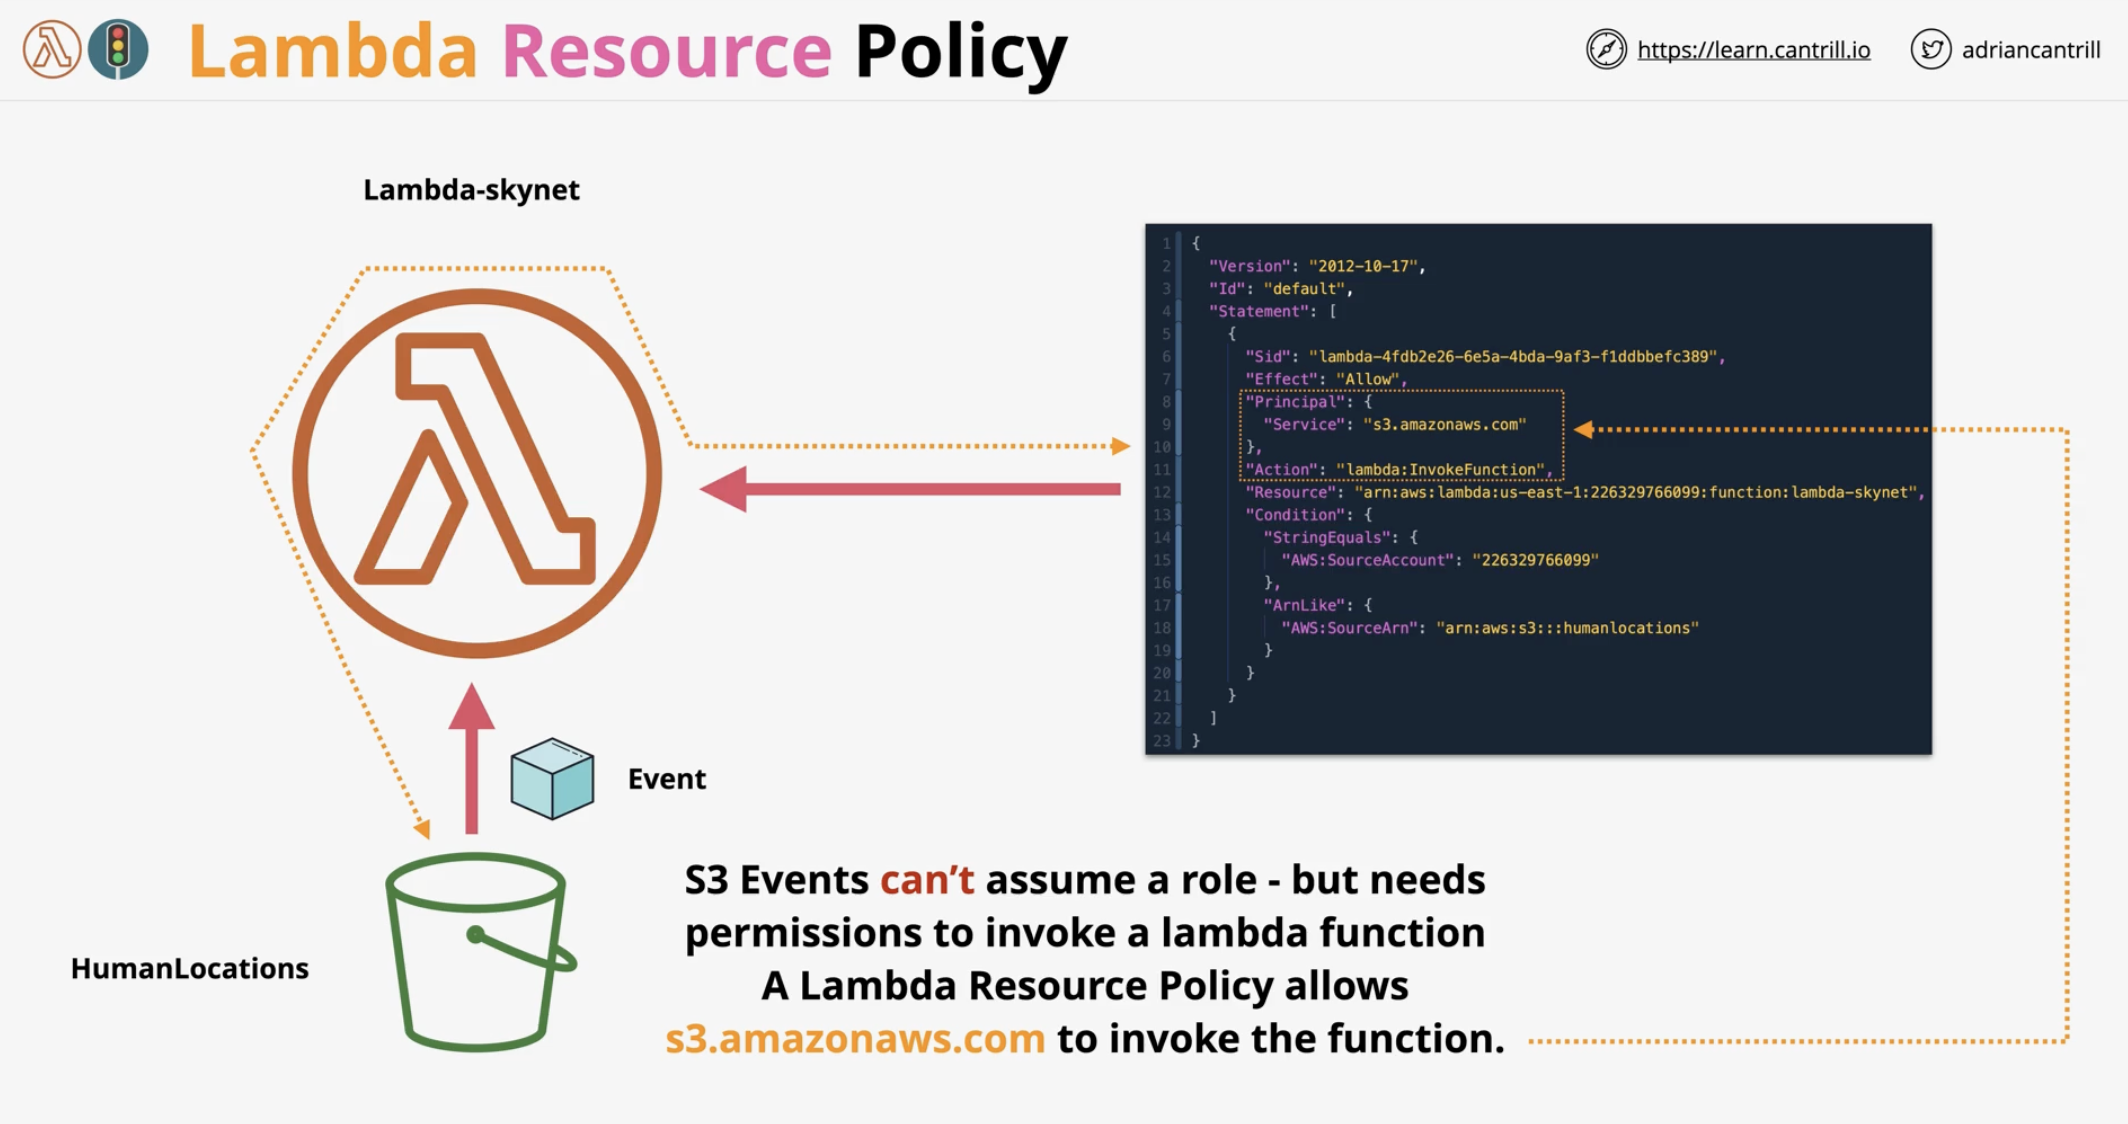 Lambda Resource Policy
https://learn.cantrill.io
adriancantrill
Lambda-skynet
1 {
2 "Version": "2012-10-17",
3 "Id": "default",
4 "Statement": [
5 {
6 "Sid": "lambda-4fdb2e26-6e5a-4bda-9af3-f1ddbbefc389",
7 "Effect": "Allow",
8 "Principal": {
9 "Service": "s3.amazonaws.com"
10 },
11 "Action": "lambda:InvokeFunction",
12 "Resource": "arn:aws:lambda:us-east-1:226329766099:function:lambda-skynet",
13 "Condition": {
14 "StringEquals": {
15 "AWS:SourceAccount": "226329766099"
16 },
17 "ArnLike": {
18 "AWS:SourceArn": "arn:aws:s3:::humanlocations"
19 }
20 }
21 }
22 ]
23 }
Event
HumanLocations
S3 Events can’t assume a role - but needs
permissions to invoke a lambda function
A Lambda Resource Policy allows
s3.amazonaws.com to invoke the function.